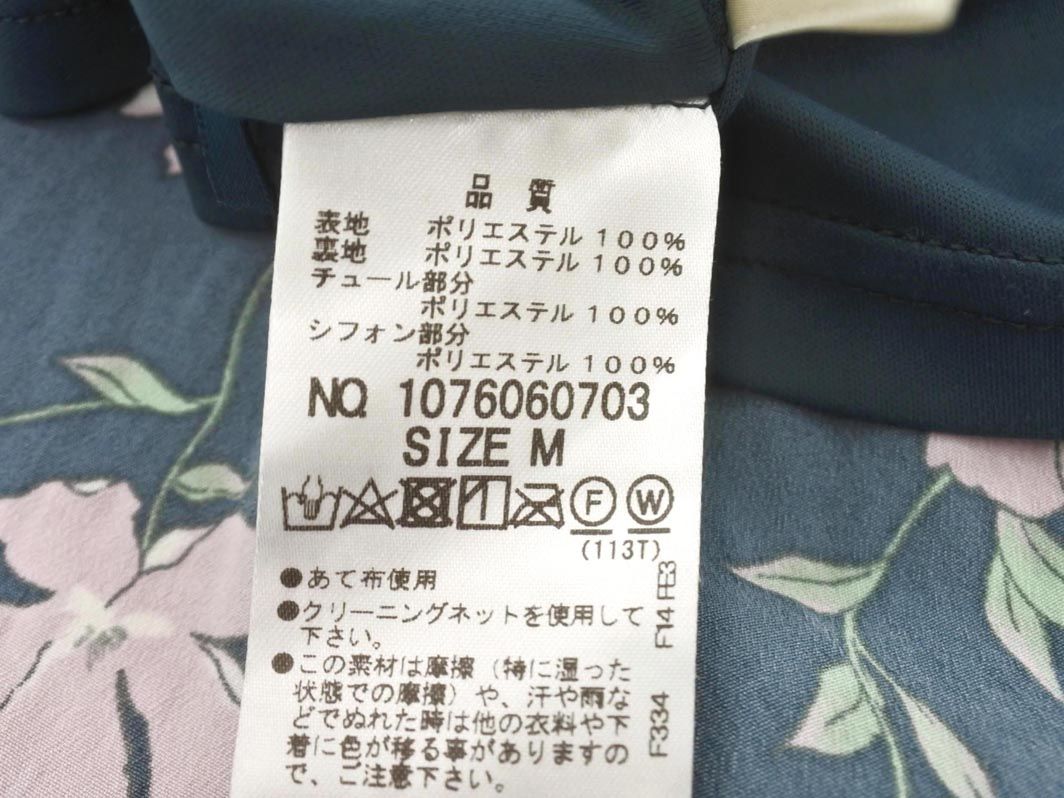 品質
表地 ポリエステル 100%
裏地 ポリエステル 100%
チュール部分
ポリエステル 100%
シフォン部分
ポリエステル 100%
NO. 1076060703
SIZE M
F W
(113T)
●あて布使用
●クリーニングネットを使用して
下さい。
●この素材は摩擦(特に湿った
状態での摩擦)や、汗や雨な
どでぬれた時は他の衣料や下
着に色が移る事がありますの
で、ご注意下さい。
F334 F14 FE3